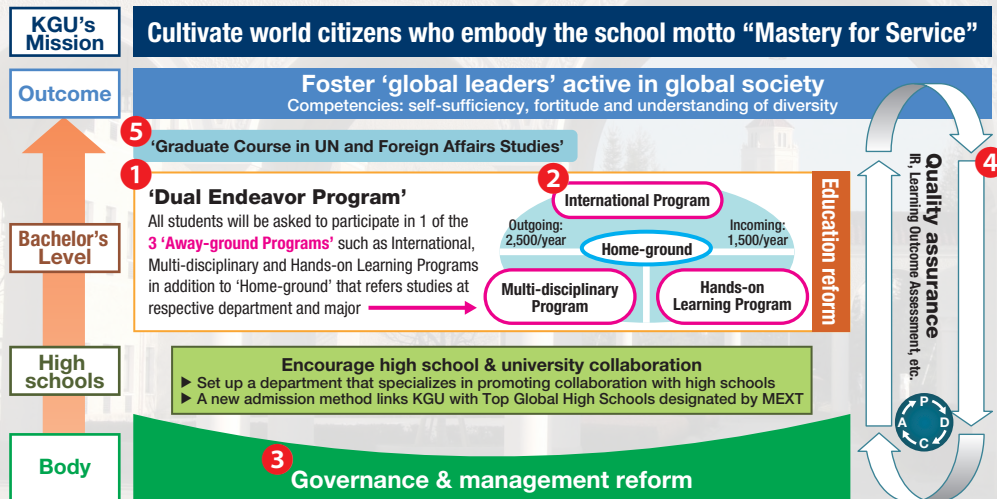 KGU's
Mission
Cultivate world citizens who embody the school motto “Mastery for Service”
Outcome
Foster ‘global leaders’ active in global society
Competencies: self-sufficiency, fortitude and understanding of diversity
5
‘Graduate Course in UN and Foreign Affairs Studies’
Bachelor's
Level
1
‘Dual Endeavor Program’
All students will be asked to participate in 1 of the
3 ‘Away-ground Programs’ such as International,
Multi-disciplinary and Hands-on Learning Programs
in addition to ‘Home-ground’ that refers studies at
respective department and major
2
International Program
Outgoing:
2,500/year
Incoming:
1,500/year
Home-ground
Multi-disciplinary
Program
Hands-on
Learning Program
Education reform
High
schools
Encourage high school & university collaboration
▶ Set up a department that specializes in promoting collaboration with high schools
▶ A new admission method links KGU with Top Global High Schools designated by MEXT
Body
3
Governance & management reform
4
Quality assurance
IR, Learning Outcome Assessment, etc.
P
D
C
A